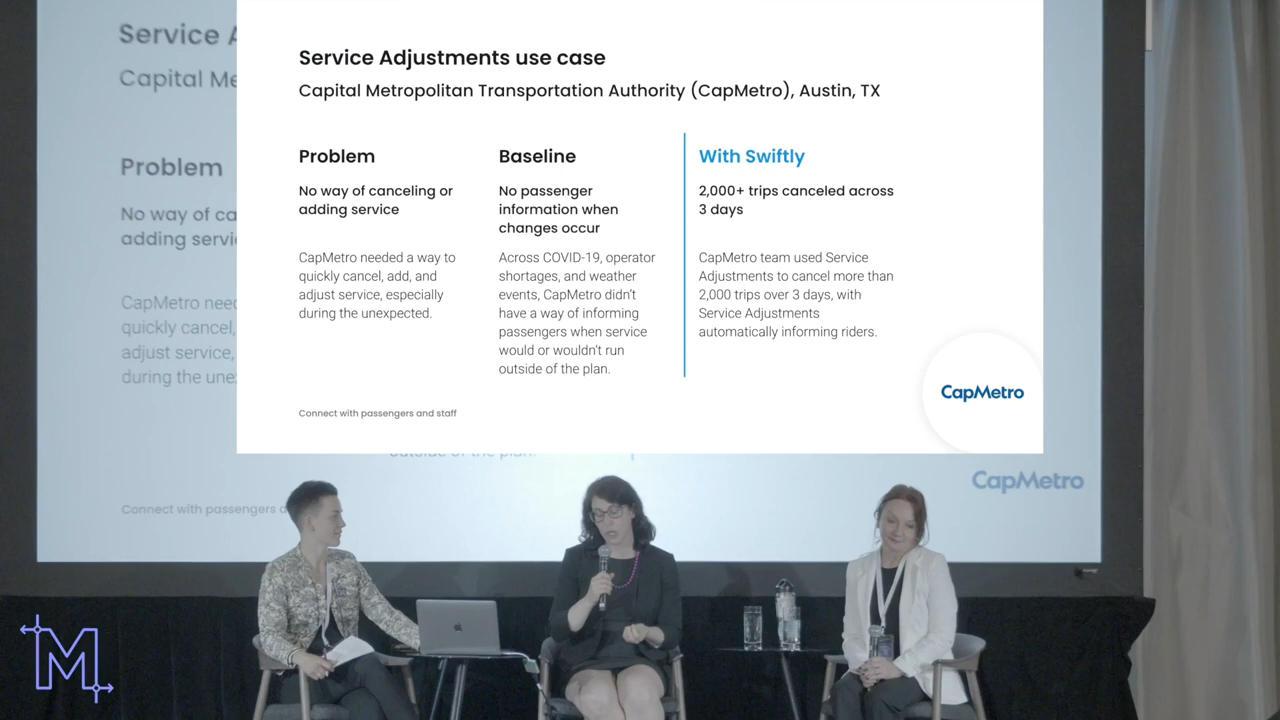 Service Adjustments use case
Capital Metropolitan Transportation Authority (CapMetro), Austin, TX
Problem
No way of canceling or
adding service
CapMetro needed a way to
quickly cancel, add, and
adjust service, especially
during the unexpected.
Baseline
No passenger
information when
changes occur
Across COVID-19, operator
shortages, and weather
events, CapMetro didn't
have a way of informing
passengers when service
would or wouldn't run
outside of the plan.
With Swiftly
2,000+ trips canceled across
3 days
CapMetro team used Service
Adjustments to cancel more than
2,000 trips over 3 days, with
Service Adjustments
automatically informing riders.
Connect with passengers and staff
CapMetro
Service A
Capital Me
Problem
No way of ca
adding servi
CapMetro need
quickly cancel,
adjust service,
during the une
outside of the plan.
Connect with passengers a
CapMetro
M